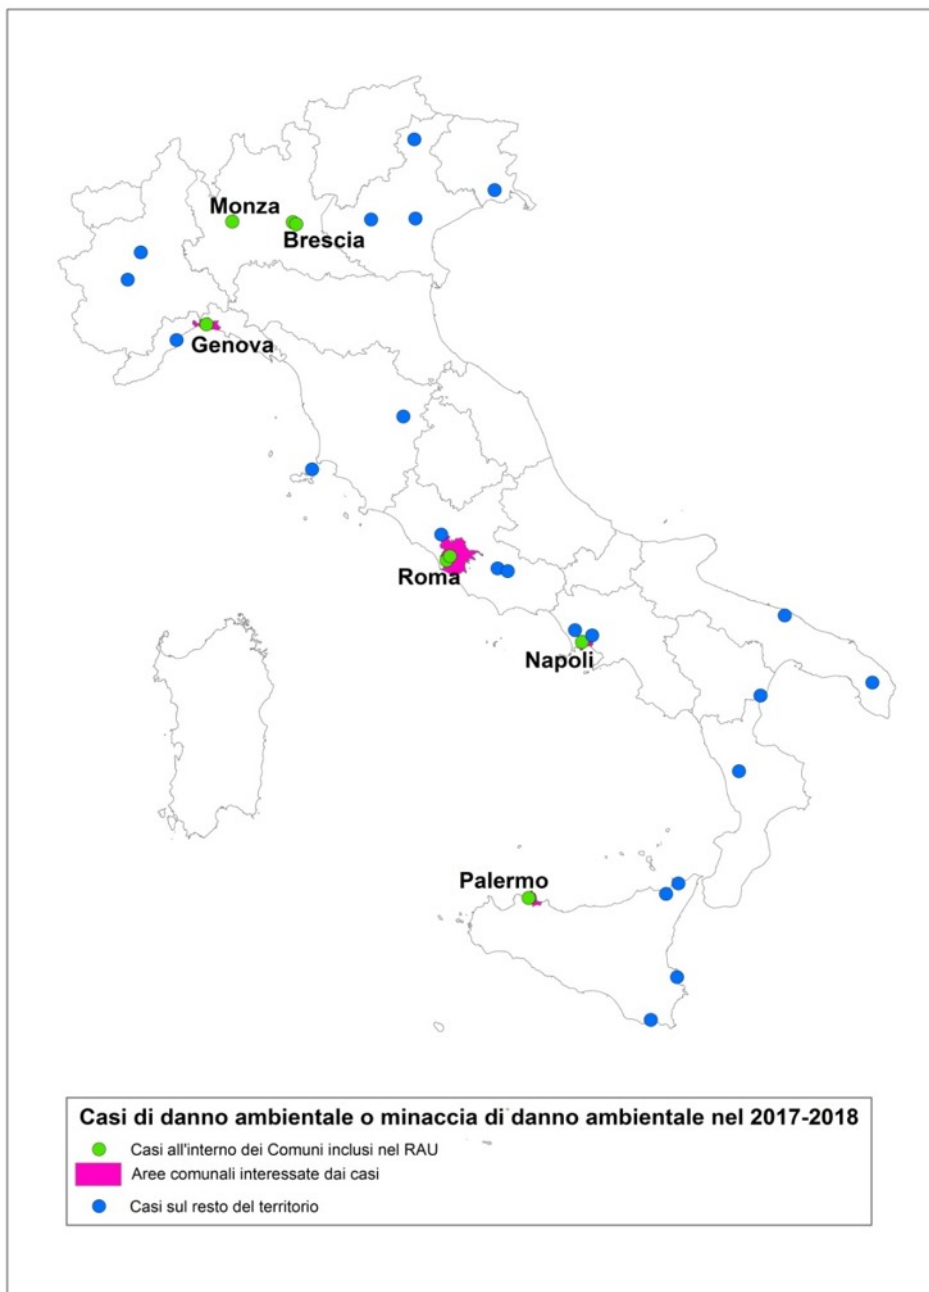 Monza
Brescia
Genova
Roma
Napoli
Palermo
Casi di danno ambientale o minaccia di danno ambientale nel 2017-2018
Casi all'interno dei Comuni inclusi nel RAU
Aree comunali interessate dai casi
Casi sul resto del territorio